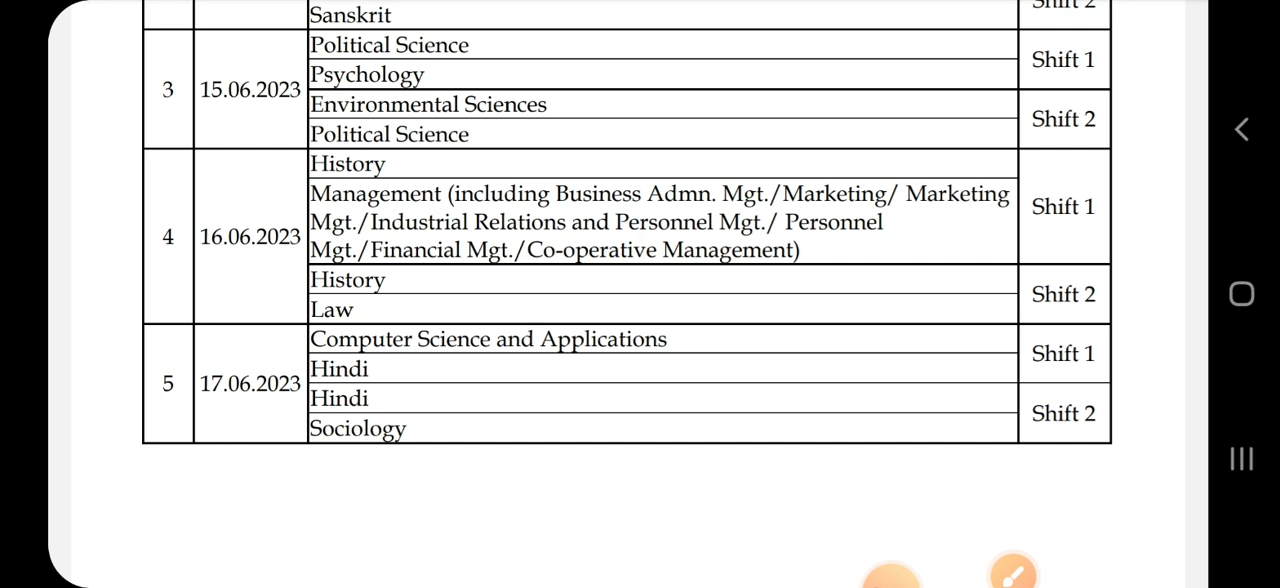 Sanskrit
Shift 2
3
15.06.2023
Political Science
Psychology
Shift 1
Environmental Sciences
Political Science
Shift 2
4
16.06.2023
History
Management (including Business Admn. Mgt./Marketing/ Marketing
Mgt./Industrial Relations and Personnel Mgt./ Personnel
Mgt./Financial Mgt./Co-operative Management)
Shift 1
History
Law
Shift 2
5
17.06.2023
Computer Science and Applications
Hindi
Shift 1
Hindi
Sociology
Shift 2